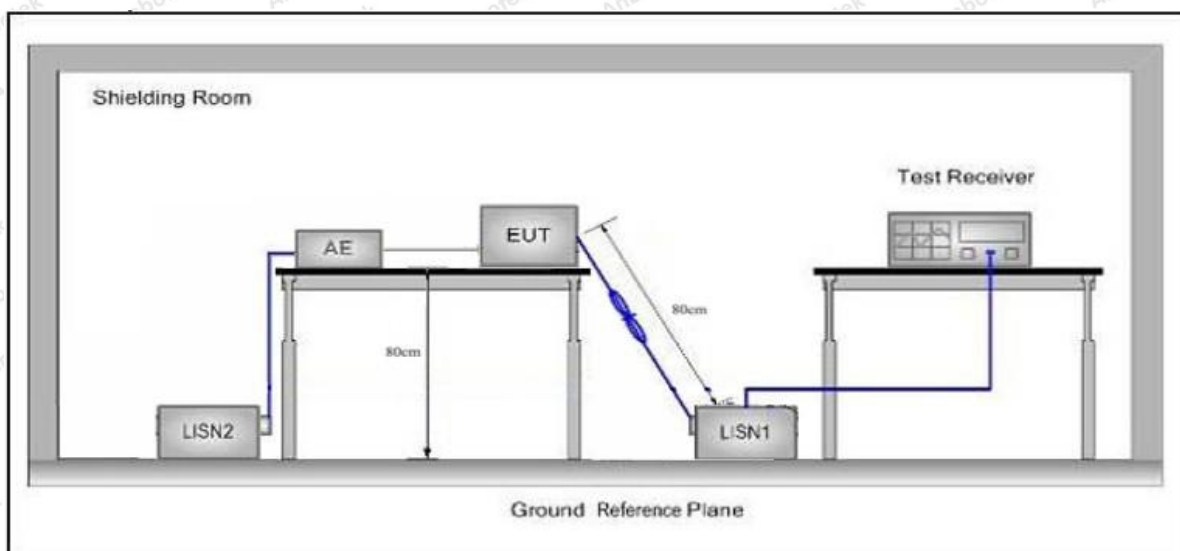 Shielding Room
Test Receiver
AE
EUT
80cm
80cm
LISN2
LISN1
Ground Reference Plane